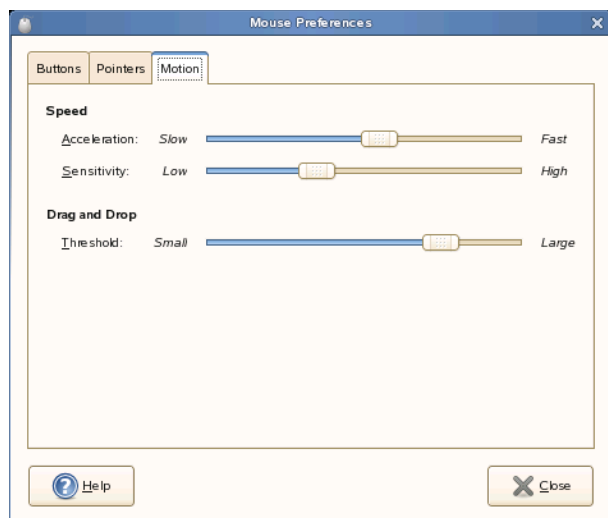 Mouse Preferences
Buttons Pointers Motion
Speed
Acceleration: Slow Fast
Sensitivity: Low High
Drag and Drop
Threshold: Small Large
Help Close